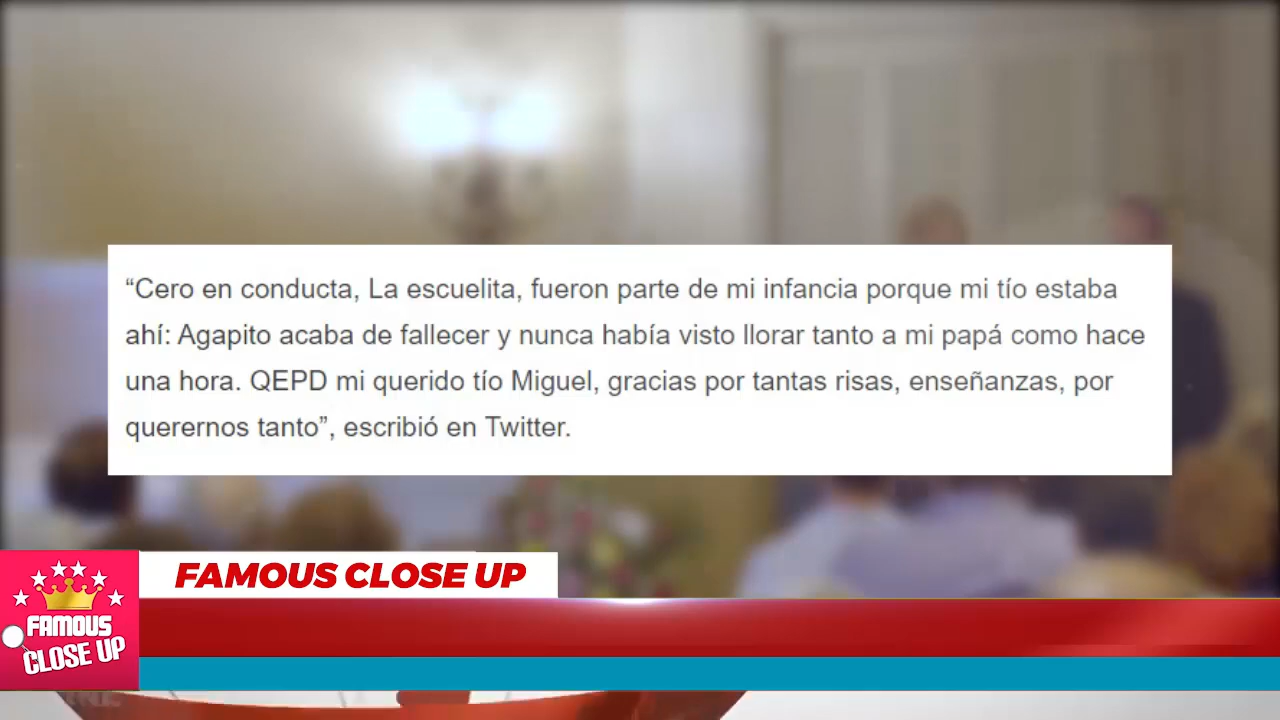 “Cero en conducta, La escuelita, fueron parte de mi infancia porque mi tío estaba
ahí: Agapito acaba de fallecer y nunca había visto llorar tanto a mi papá como hace
una hora. QEPD mi querido tío Miguel, gracias por tantas risas, enseñanzas, por
querernos tanto”, escribió en Twitter.
FAMOUS CLOSE UP
FAMOUS
CLOSE UP